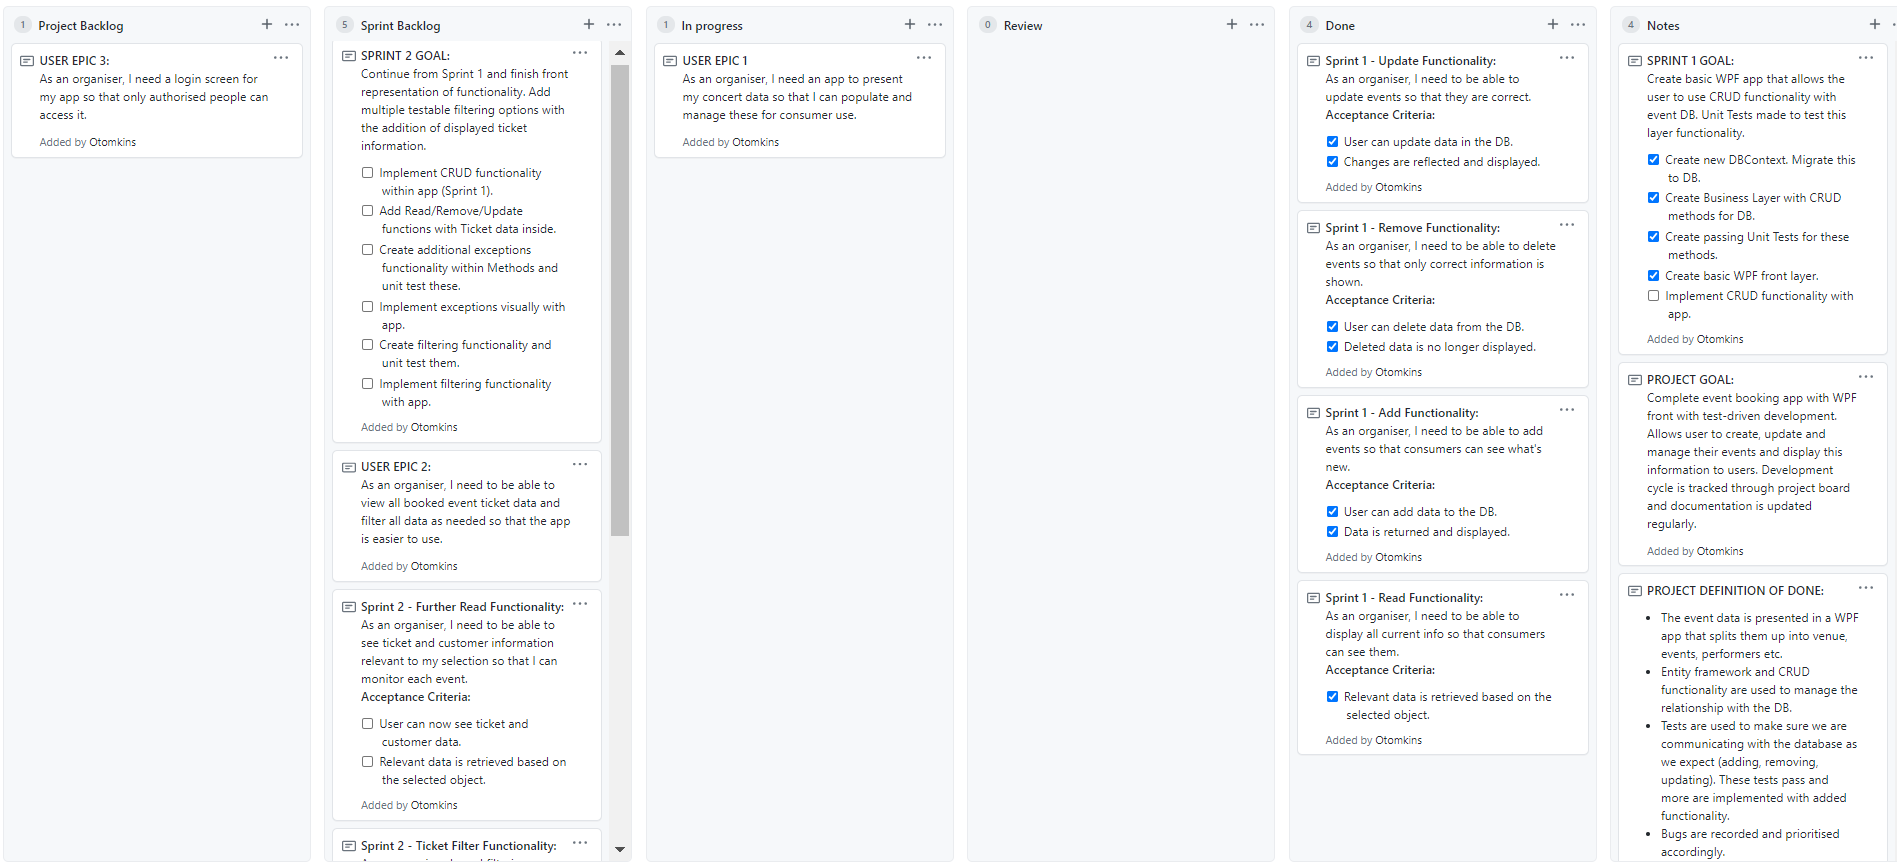 1 Project Backlog
USER EPIC 3:
As an organiser, I need a login screen for
my app so that only authorised people can
access it.
Added by Otomkins
5 Sprint Backlog
SPRINT 2 GOAL:
Continue from Sprint 1 and finish front
representation of functionality. Add
multiple testable filtering options with
the addition of displayed ticket
information.
Implement CRUD functionality
within app (Sprint 1).
Add Read/Remove/Update
functions with Ticket data inside.
Create additional exceptions
functionality within Methods and
unit test these.
Implement exceptions visually with
app.
Create filtering functionality and
unit test them.
Implement filtering functionality
with app.
Added by Otomkins
USER EPIC 2:
As an organiser, I need to be able to
view all booked event ticket data and
filter all data as needed so that the app
is easier to use.
Added by Otomkins
Sprint 2 - Further Read Functionality:
As an organiser, I need to be able to
see ticket and customer information
relevant to my selection so that I can
monitor each event.
Acceptance Criteria:
User can now see ticket and
customer data.
Relevant data is retrieved based on
the selected object.
Added by Otomkins
Sprint 2 - Ticket Filter Functionality:
1 In progress
USER EPIC 1
As an organiser, I need an app to present
my concert data so that I can populate and
manage these for consumer use.
Added by Otomkins
0 Review
4 Done
Sprint 1 - Update Functionality:
As an organiser, I need to be able to
update events so that they are correct.
Acceptance Criteria:
User can update data in the DB.
Changes are reflected and displayed.
Added by Otomkins
Sprint 1 - Remove Functionality:
As an organiser, I need to be able to delete
events so that only correct information is
shown.
Acceptance Criteria:
User can delete data from the DB.
Deleted data is no longer displayed.
Added by Otomkins
Sprint 1 - Add Functionality:
As an organiser, I need to be able to add
events so that consumers can see what's
new.
Acceptance Criteria:
User can add data to the DB.
Data is returned and displayed.
Added by Otomkins
Sprint 1 - Read Functionality:
As an organiser, I need to be able to
display all current info so that consumers
can see them.
Acceptance Criteria:
Relevant data is retrieved based on the
selected object.
Added by Otomkins
4 Notes
SPRINT 1 GOAL:
Create basic WPF app that allows the
user to use CRUD functionality with
event DB. Unit Tests made to test this
layer functionality.
Create new DBContext. Migrate this
to DB.
Create Business Layer with CRUD
methods for DB.
Create passing Unit Tests for these
methods.
Create basic WPF front layer.
Implement CRUD functionality with
app.
Added by Otomkins
PROJECT GOAL:
Complete event booking app with WPF
front with test-driven development.
Allows user to create, update and
manage their events and display this
information to users. Development
cycle is tracked through project board
and documentation is updated
regularly.
Added by Otomkins
PROJECT DEFINITION OF DONE:
• The event data is presented in a WPF
app that splits them up into venue,
events, performers etc.
• Entity framework and CRUD
functionality are used to manage the
relationship with the DB.
• Tests are used to make sure we are
communicating with the database as
we expect (adding, removing,
updating). These tests pass and
more are implemented with added
functionality.
• Bugs are recorded and prioritised
accordingly.